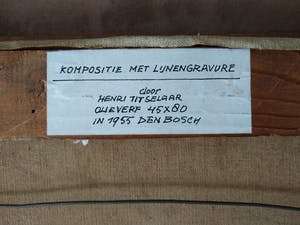 KOMPOSITIE MET LIJNENGRAVURE
door
HENRI TITSELAAR
OLIEVERF 45X80
IN 1955 DEN BOSCH